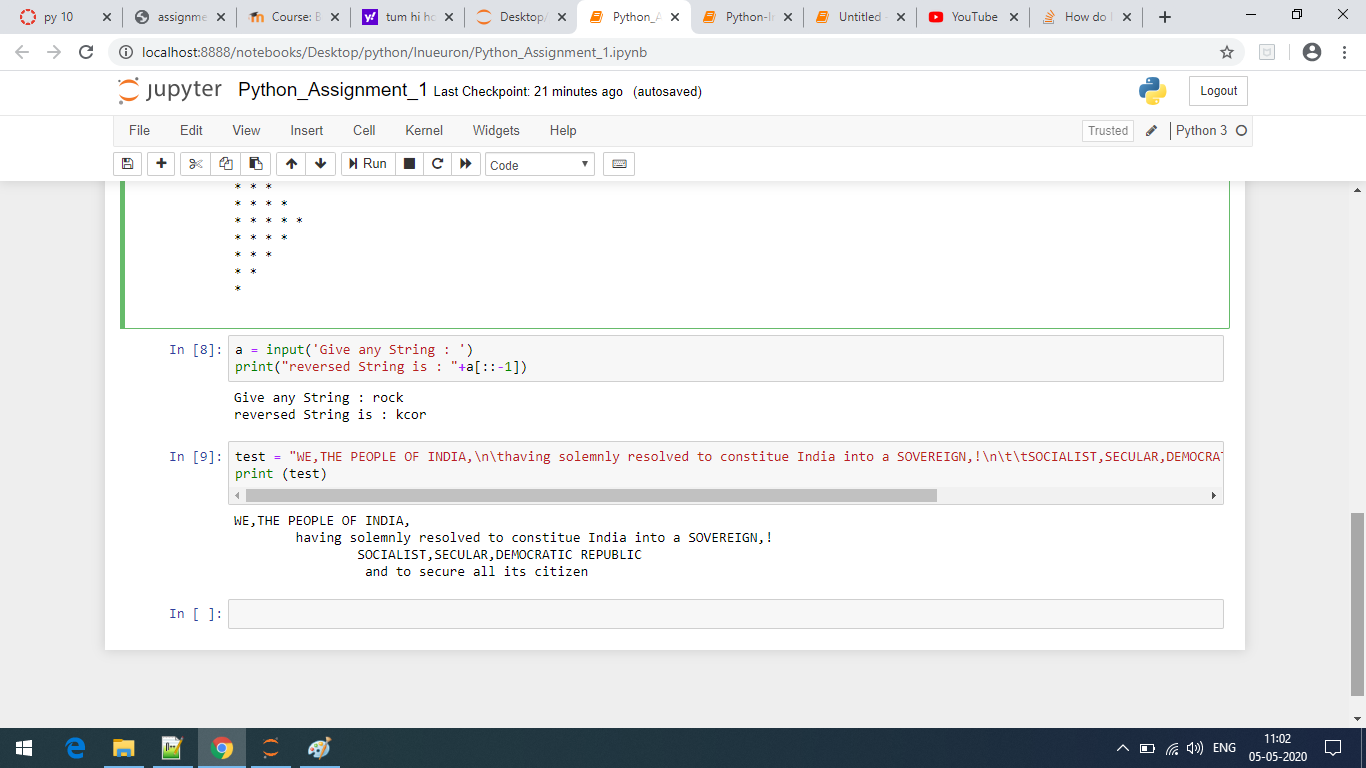 py 10
assignme
Course: B
tum hi ho
Desktop/
Python_A
Python-In
Untitled
YouTube
How do I
localhost:8888/notebooks/Desktop/python/Inueuron/Python_Assignment_1.ipynb
jupyter Python_Assignment_1 Last Checkpoint: 21 minutes ago (autosaved)
Logout
File Edit View Insert Cell Kernel Widgets Help
Trusted Python 3
Run Code
* * *
* * * *
* * * * *
* * * *
* * *
* *
*
In [8]: a = input('Give any String : ')
print("reversed String is : "+a[::-1])
Give any String : rock
reversed String is : kcor
In [9]: test = "WE,THE PEOPLE OF INDIA,\n\thaving solemnly resolved to constitue India into a SOVEREIGN,!\n\t\tSOCIALIST,SECULAR,DEMOCRAT
print (test)
WE,THE PEOPLE OF INDIA,
having solemnly resolved to constitue India into a SOVEREIGN,!
SOCIALIST,SECULAR,DEMOCRATIC REPUBLIC
and to secure all its citizen
In [ ]:
ENG
11:02
05-05-2020